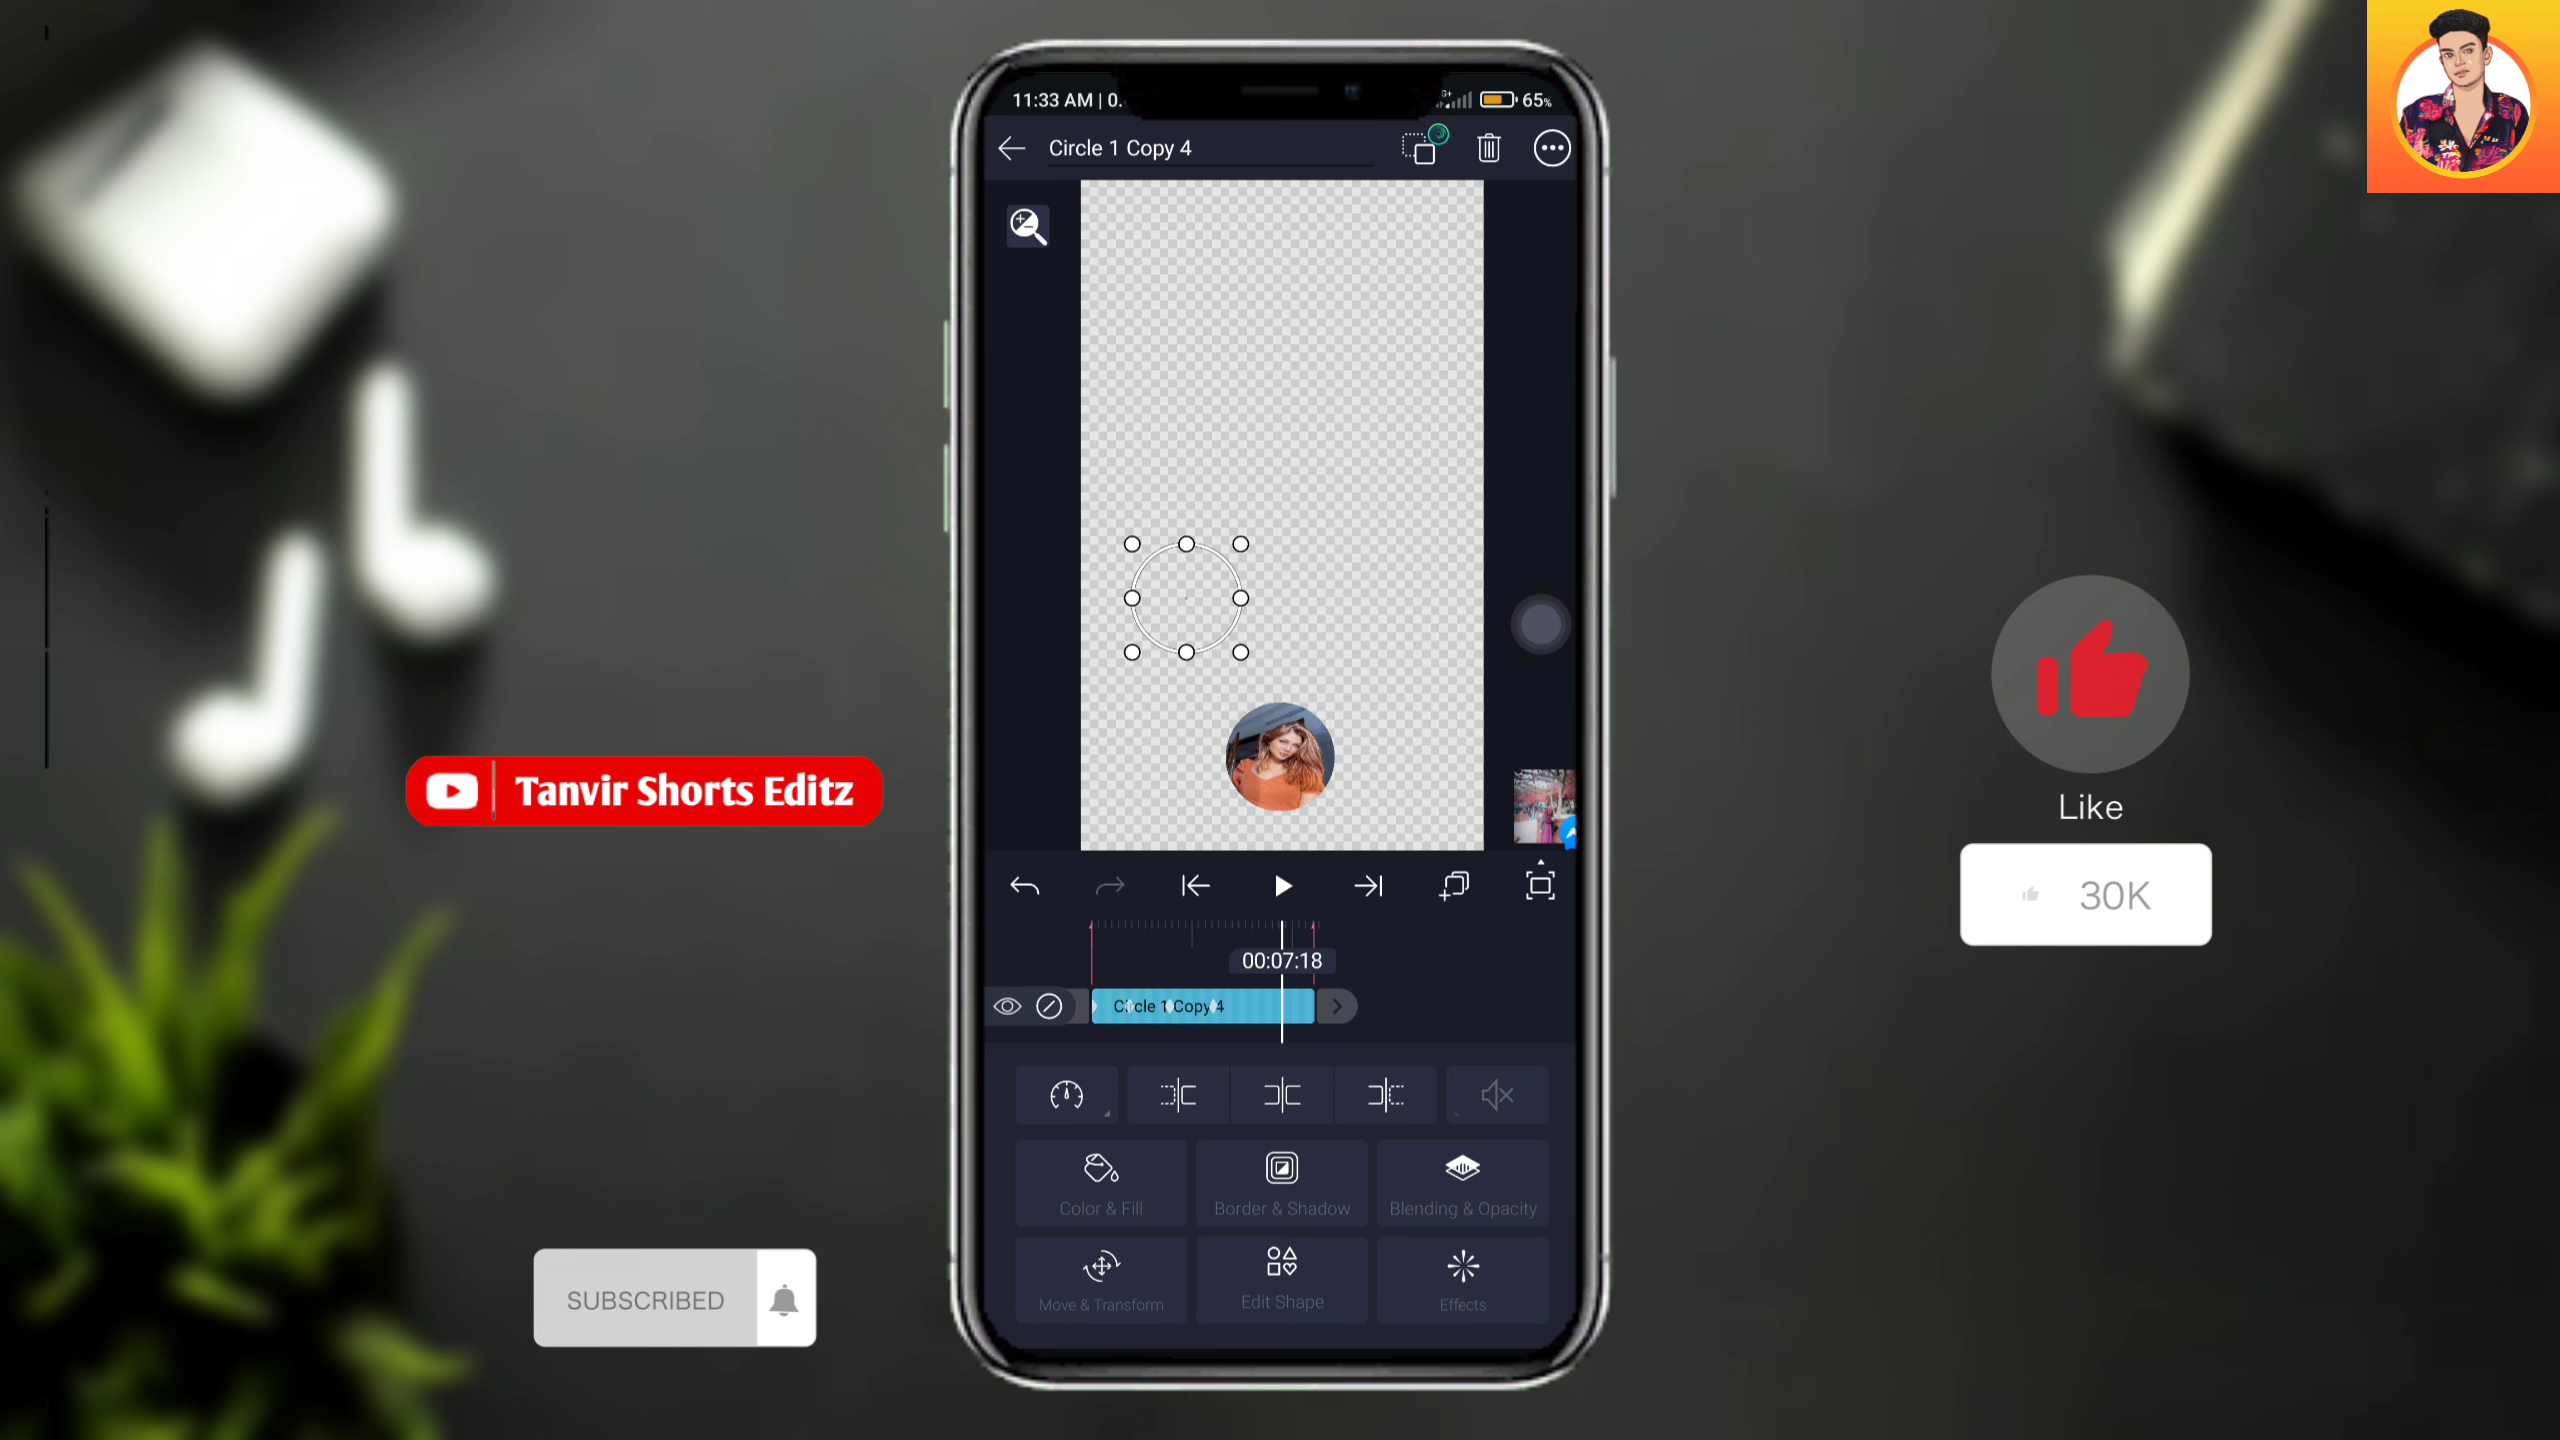 11:33 AM | 0.
G+
65%
Circle 1 Copy 4
Tanvir Shorts Editz
Like
30K
00:07:18
Circle 1 Copy 4
Color & Fill
Border & Shadow
Blending & Opacity
Move & Transform
Edit Shape
Effects
SUBSCRIBED